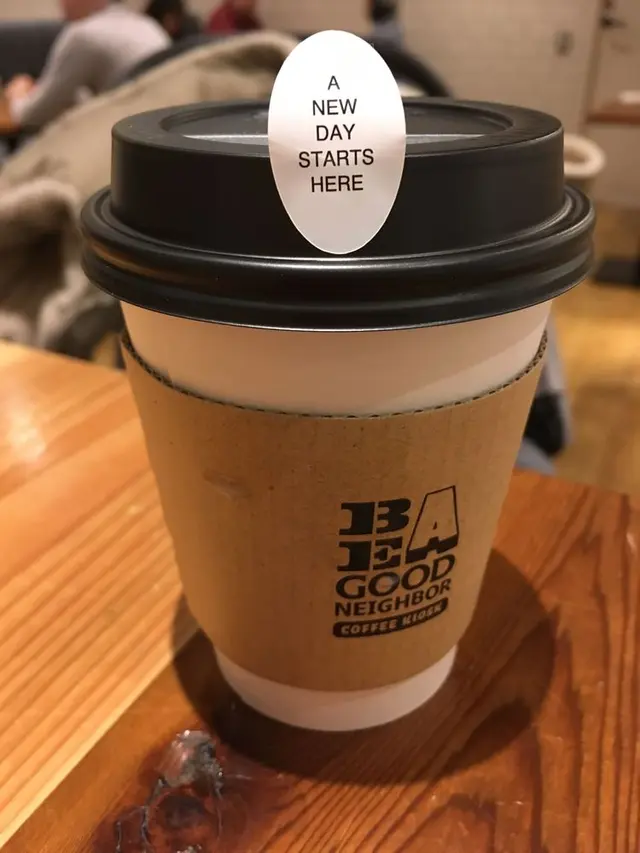 A
NEW
DAY
STARTS
HERE
BE A
GOOD
NEIGHBOR
COFFEE KIOSK